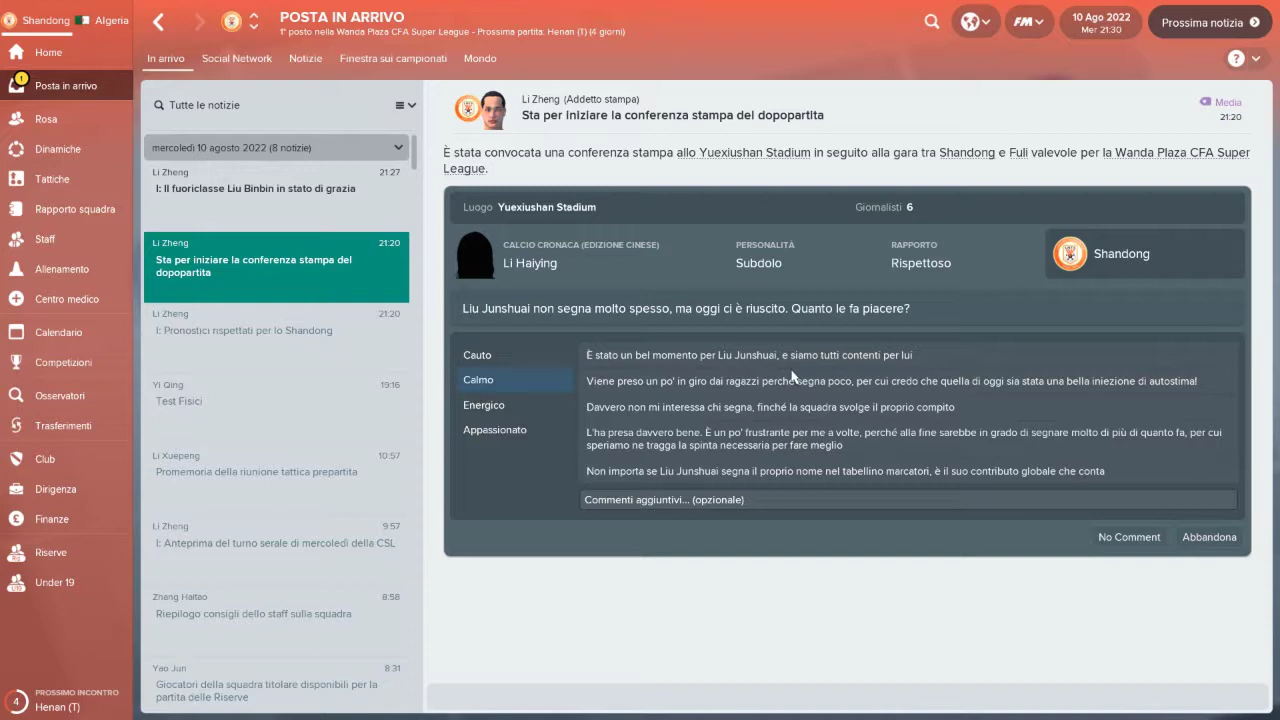 Shandong Algeria
POSTA IN ARRIVO
1° posto nella Wanda Plaza CFA Super League - Prossima partita: Henan (T) (4 giorni)
FM
10 Ago 2022
Mer 21:30
Prossima notizia
In arrivo Social Network Notizie Finestra sui campionati Mondo
?
Home
1
Posta in arrivo
Rosa
Dinamiche
Tattiche
Rapporto squadra
Staff
Allenamento
Centro medico
Calendario
Competizioni
Osservatori
Trasferimenti
Club
Dirigenza
Finanze
Riserve
Under 19
4
PROSSIMO INCONTRO
Henan (T)
Tutte le notizie
mercoledì 10 agosto 2022 (8 notizie)
Li Zheng 21:27
I: Il fuoriclasse Liu Binbin in stato di grazia
Li Zheng 21:20
Sta per iniziare la conferenza stampa del
dopopartita
Li Zheng 21:20
I: Pronostici rispettati per lo Shandong
Yi Qing 19:16
Test Fisici
Li Xuepeng 10:57
Promemoria della riunione tattica prepartita
Li Zheng 9:57
I: Anteprima del turno serale di mercoledì della CSL
Zhang Haitao 8:58
Riepilogo consigli dello staff sulla squadra
Yao Jun 8:31
Giocatori della squadra titolare disponibili per la
partita delle Riserve
Li Zheng (Addetto stampa)
Sta per iniziare la conferenza stampa del dopopartita
Media
21:20
È stata convocata una conferenza stampa allo Yuexiushan Stadium in seguito alla gara tra Shandong e Fuli valevole per la Wanda Plaza CFA Super
League.
Luogo Yuexiushan Stadium Giornalisti 6
CALCIO CRONACA (EDIZIONE CINESE) PERSONALITÀ RAPPORTO
Li Haiying Subdolo Rispettoso
Shandong
Liu Junshuai non segna molto spesso, ma oggi ci è riuscito. Quanto le fa piacere?
Cauto
Calmo
Energico
Appassionato
È stato un bel momento per Liu Junshuai, e siamo tutti contenti per lui
Viene preso un po' in giro dai ragazzi perché segna poco, per cui credo che quella di oggi sia stata una bella iniezione di autostima!
Davvero non mi interessa chi segna, finché la squadra svolge il proprio compito
L'ha presa davvero bene. È un po' frustrante per me a volte, perché alla fine sarebbe in grado di segnare molto di più di quanto fa, per cui
speriamo ne tragga la spinta necessaria per fare meglio
Non importa se Liu Junshuai segna il proprio nome nel tabellino marcatori, è il suo contributo globale che conta
Commenti aggiuntivi... (opzionale)
No Comment Abbandona